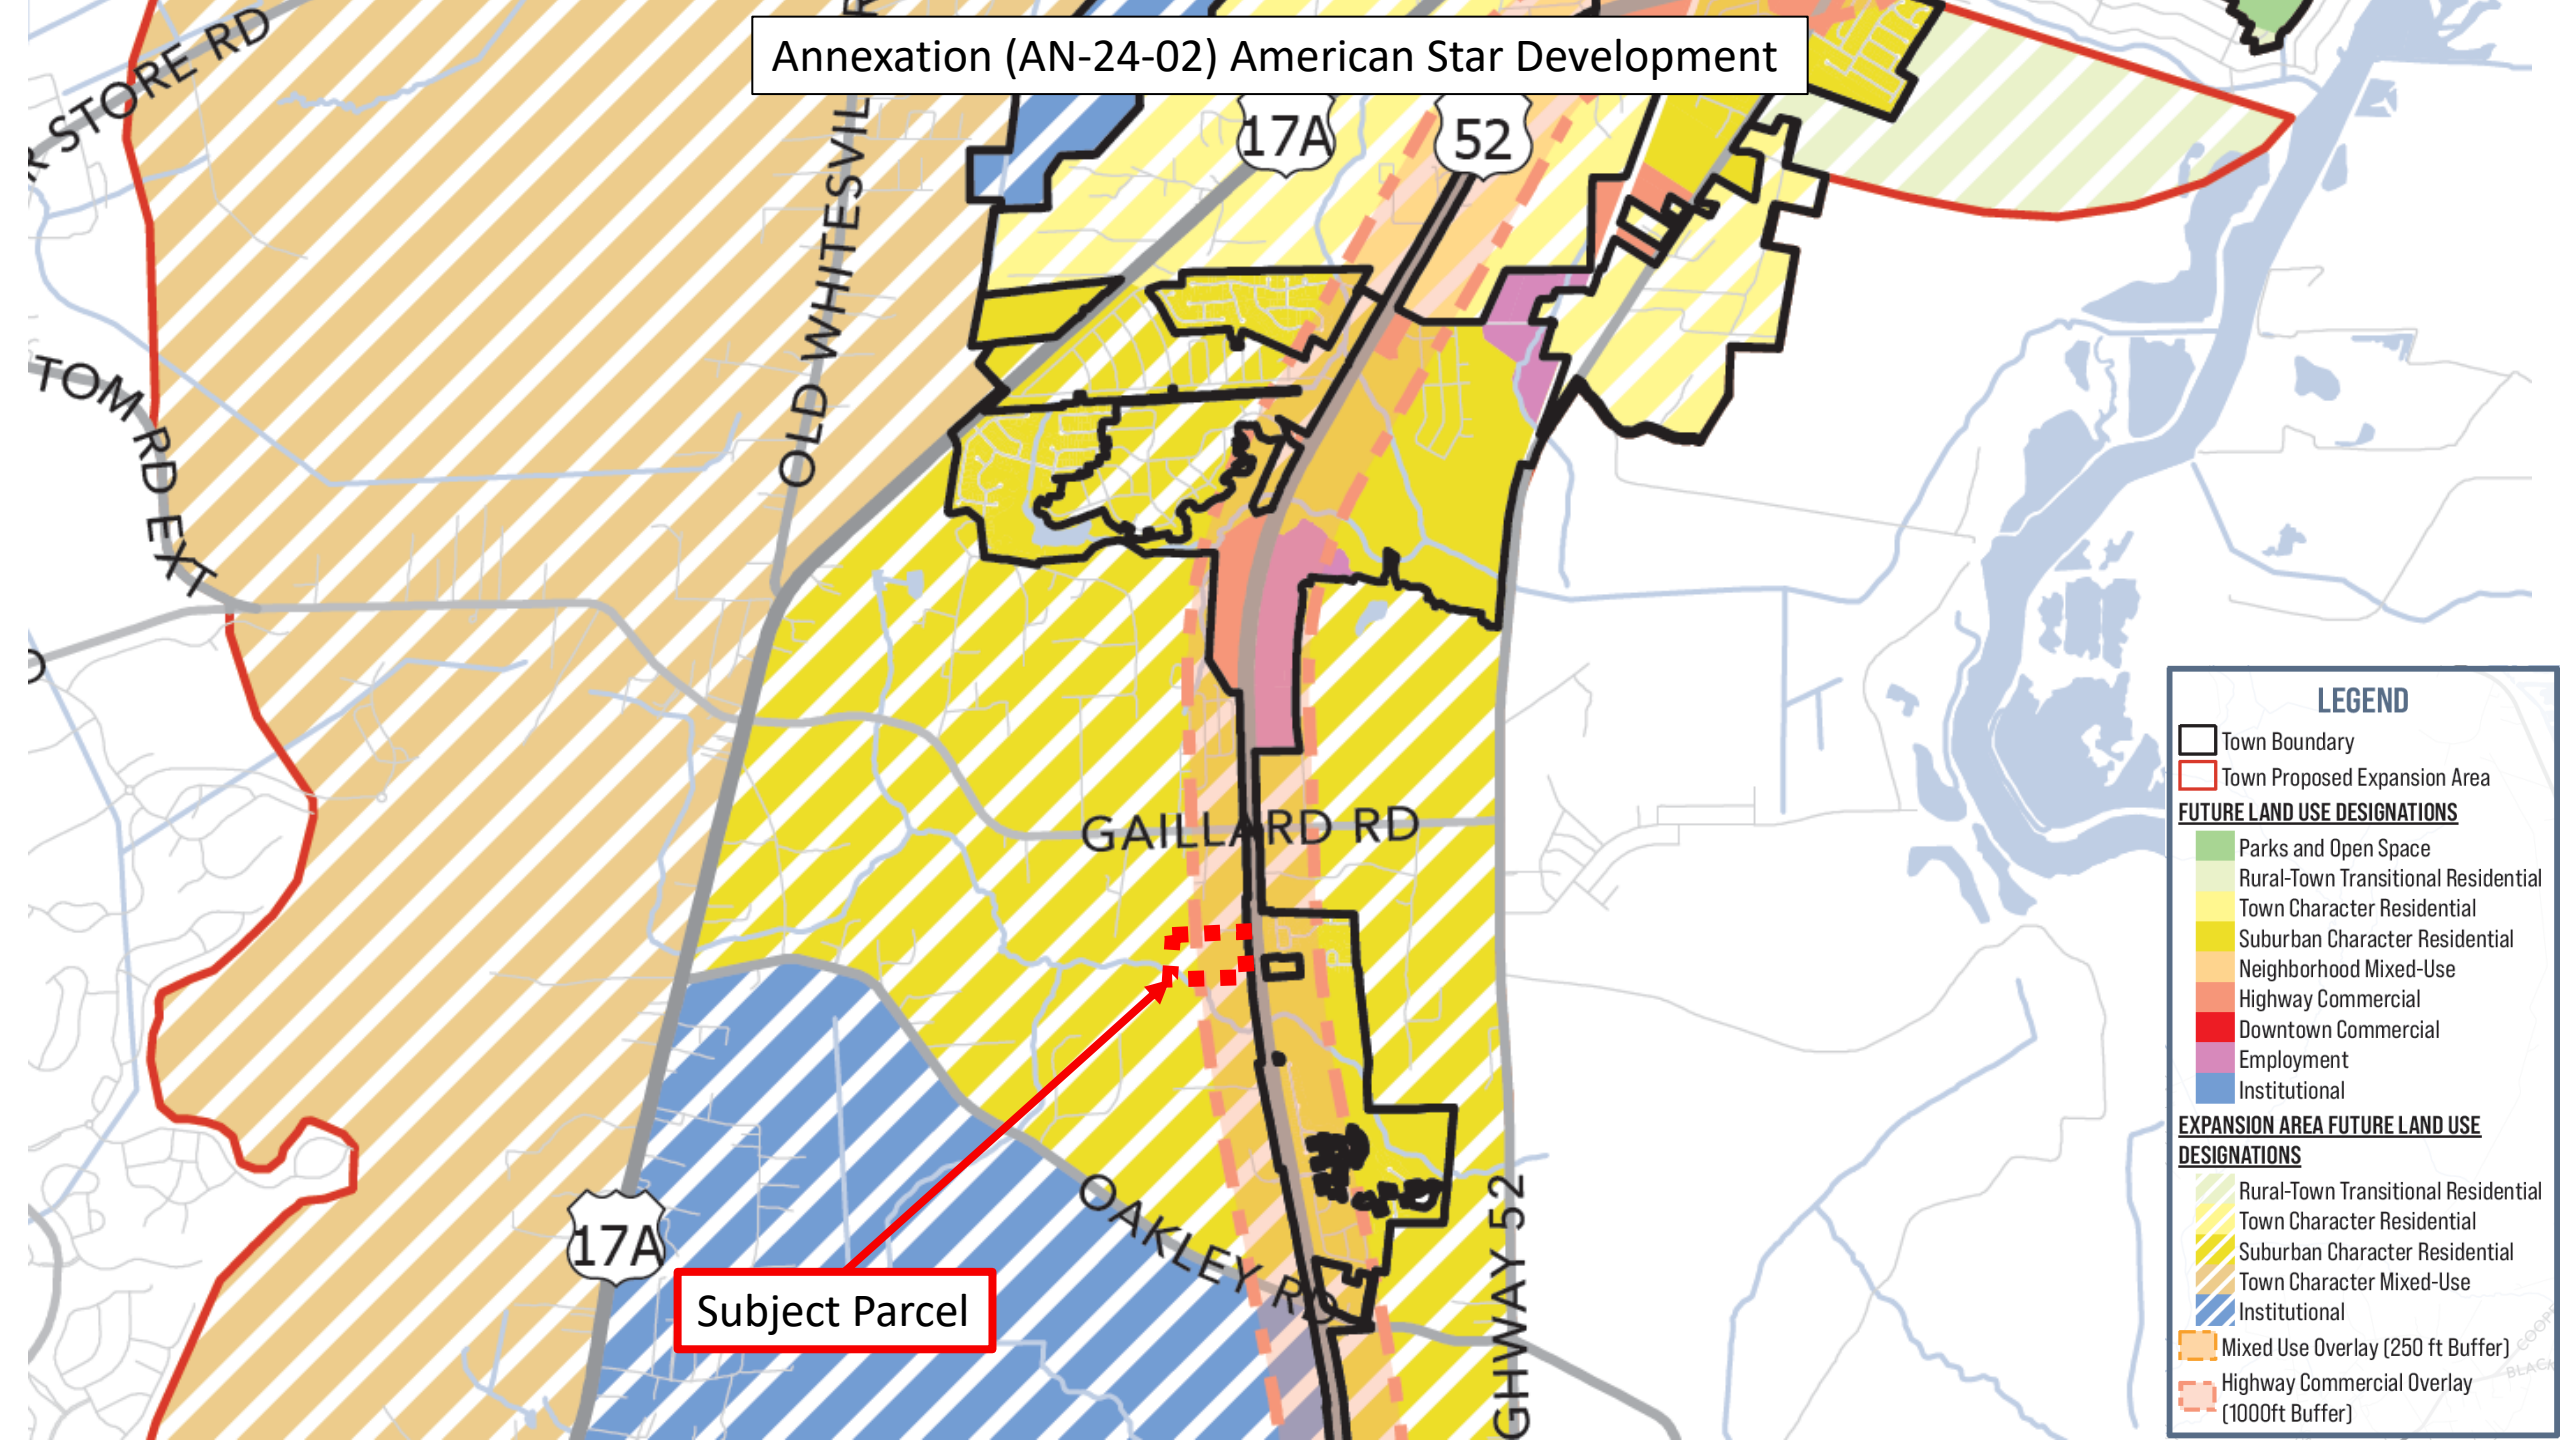 Annexation (AN-24-02) American Star Development
STORE RD
17A
52
OLD WHITESVIL
TOM RD EXT
GAILLARD RD
OAKLEY RD
17A
GHWAY 52
Subject Parcel
LEGEND
Town Boundary
Town Proposed Expansion Area
FUTURE LAND USE DESIGNATIONS
Parks and Open Space
Rural-Town Transitional Residential
Town Character Residential
Suburban Character Residential
Neighborhood Mixed-Use
Highway Commercial
Downtown Commercial
Employment
Institutional
EXPANSION AREA FUTURE LAND USE
DESIGNATIONS
Rural-Town Transitional Residential
Town Character Residential
Suburban Character Residential
Town Character Mixed-Use
Institutional
Mixed Use Overlay (250 ft Buffer)
Highway Commercial Overlay
(1000ft Buffer)